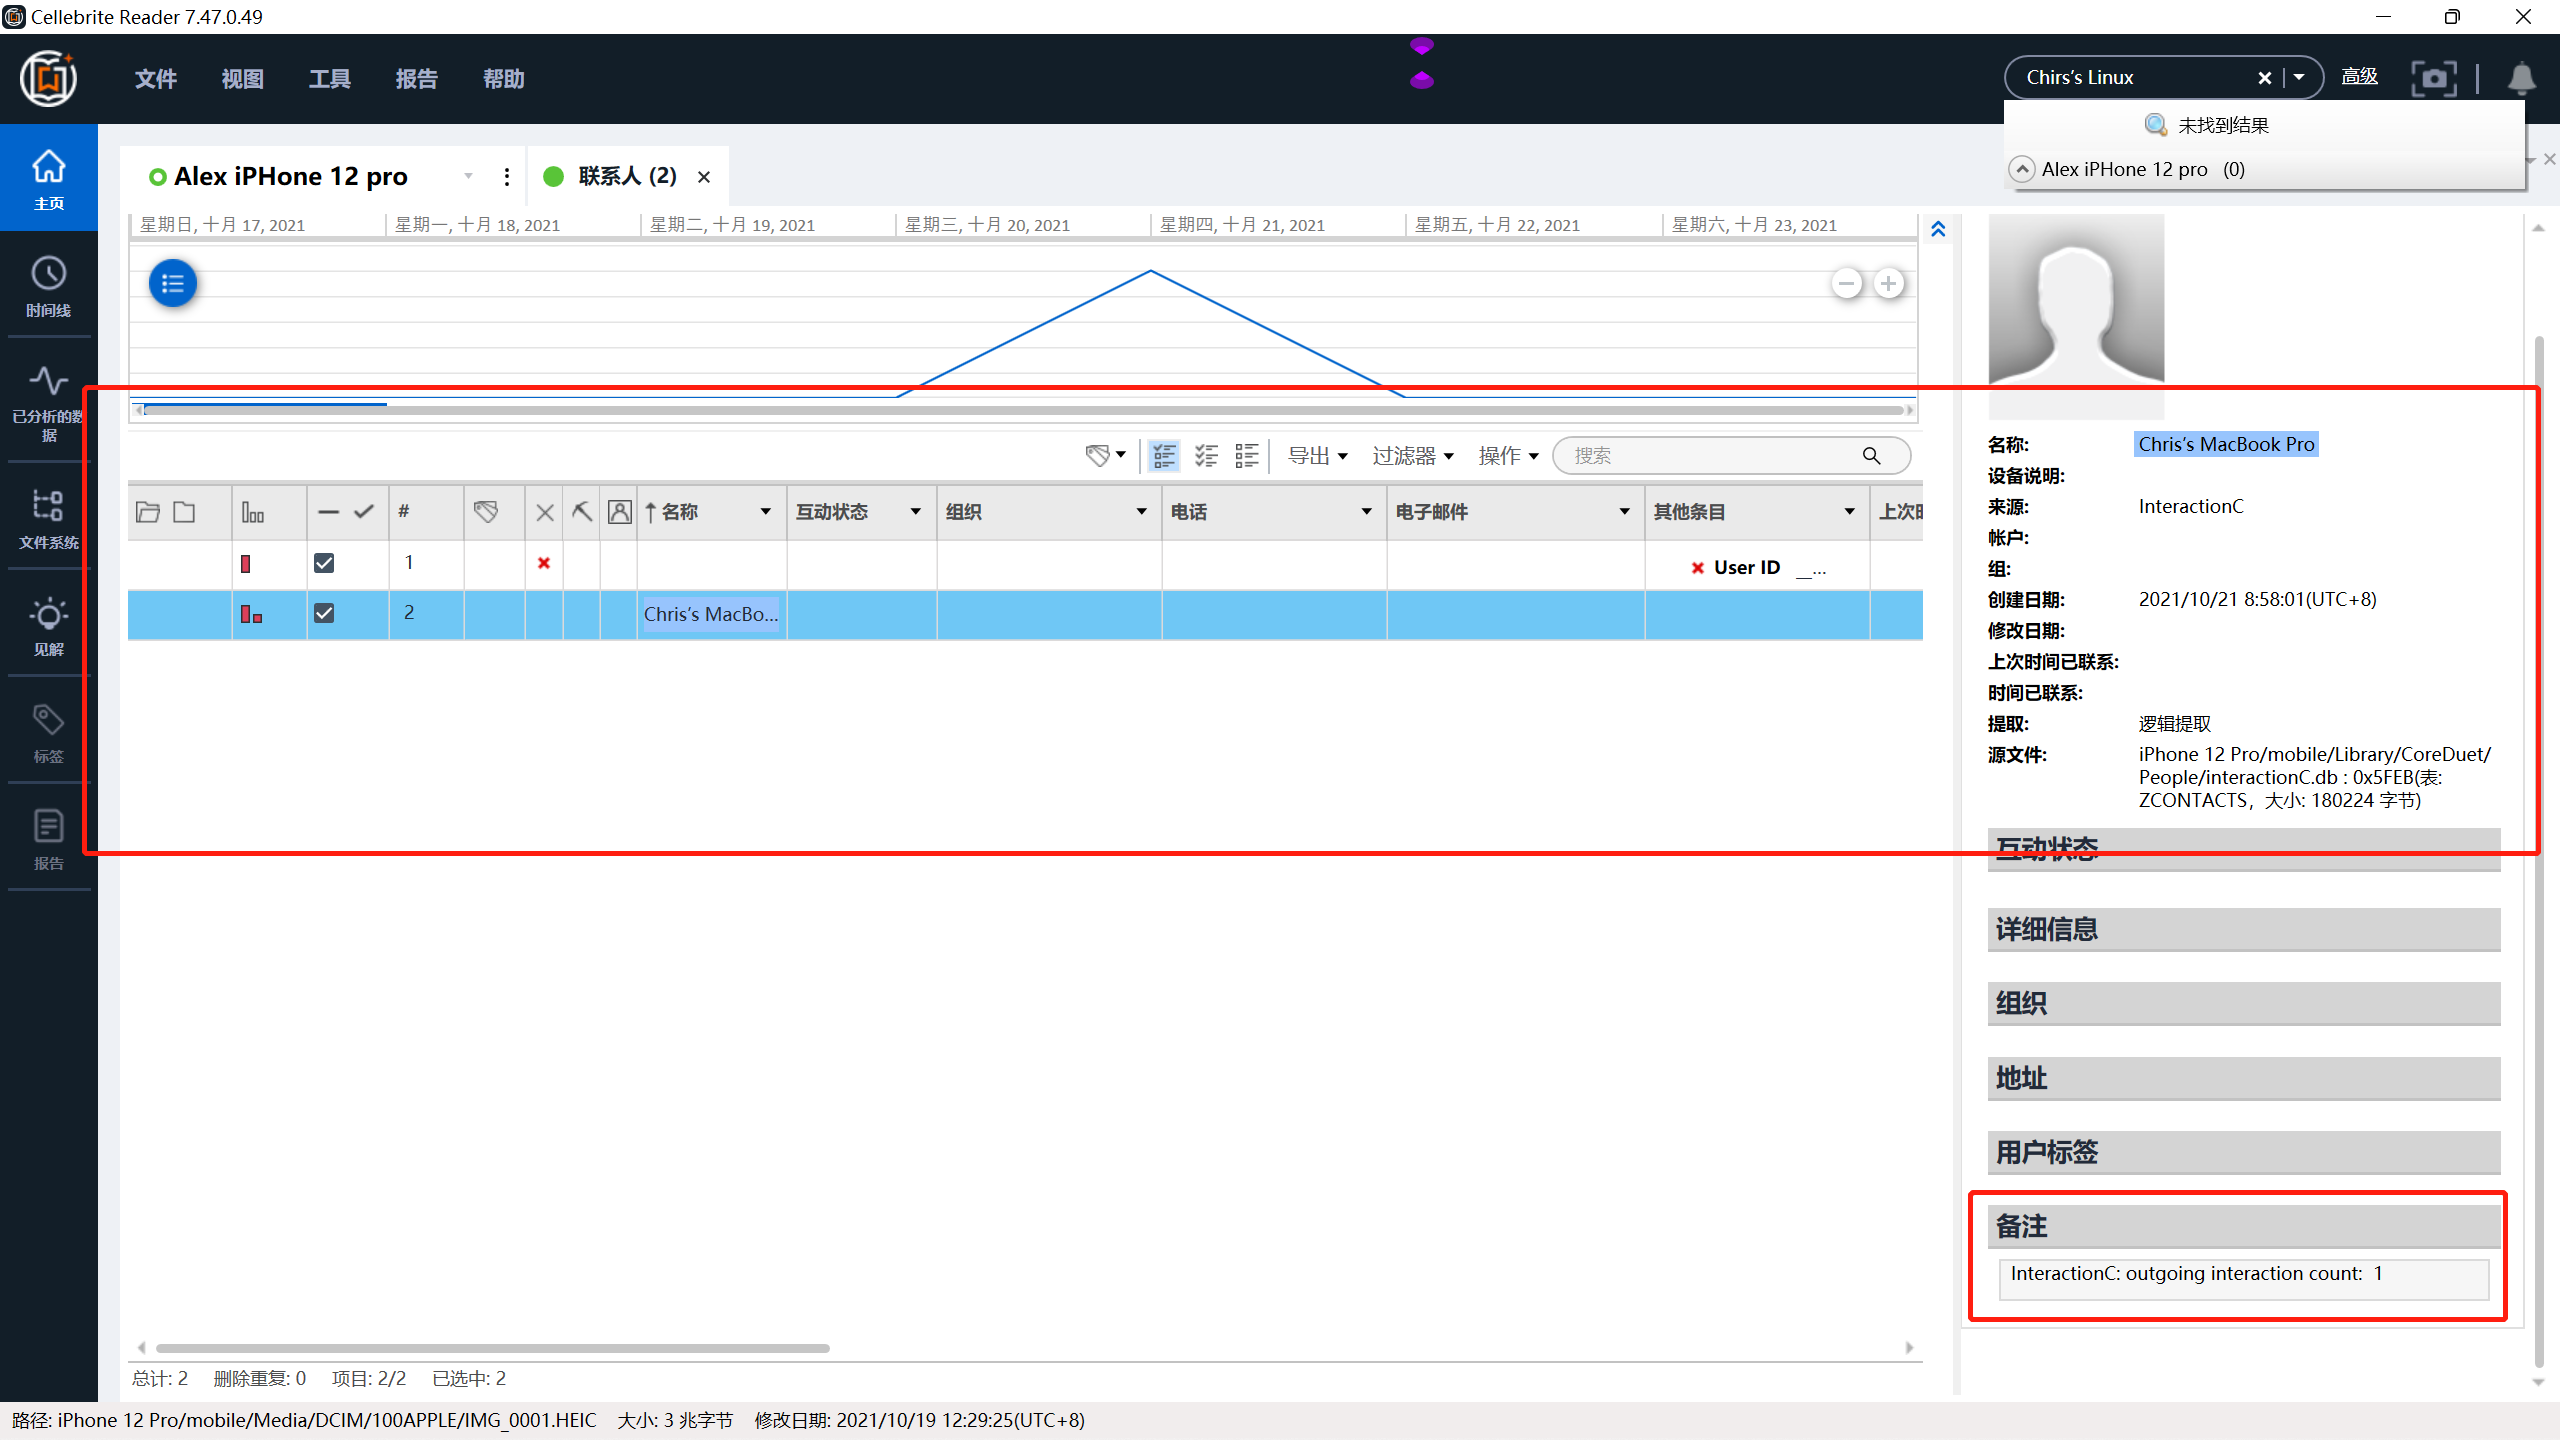 Cellebrite Reader 7.47.0.49
文件 视图 工具 报告 帮助
Chirs's Linux
高级
未找到结果
Alex iPHone 12 pro (0)
主页
时间线
已分析的数据
文件系统
见解
标签
报告
Alex iPHone 12 pro
联系人 (2)
星期日, 十月 17, 2021
星期一, 十月 18, 2021
星期二, 十月 19, 2021
星期三, 十月 20, 2021
星期四, 十月 21, 2021
星期五, 十月 22, 2021
星期六, 十月 23, 2021
导出 过滤器 操作 搜索
# 名称 互动状态 组织 电话 电子邮件 其他条目 上次时
1 User ID __...
2 Chris's MacBo...
名称: Chris's MacBook Pro
设备说明:
来源: InteractionC
帐户:
组:
创建日期: 2021/10/21 8:58:01(UTC+8)
修改日期:
上次时间已联系:
时间已联系:
提取: 逻辑提取
源文件: iPhone 12 Pro/mobile/Library/CoreDuet/
People/interactionC.db : 0x5FEB(表:
ZCONTACTS，大小: 180224 字节)
互动状态
详细信息
组织
地址
用户标签
备注
InteractionC: outgoing interaction count: 1
总计: 2 删除重复: 0 项目: 2/2 已选中: 2
路径: iPhone 12 Pro/mobile/Media/DCIM/100APPLE/IMG_0001.HEIC 大小: 3 兆字节 修改日期: 2021/10/19 12:29:25(UTC+8)